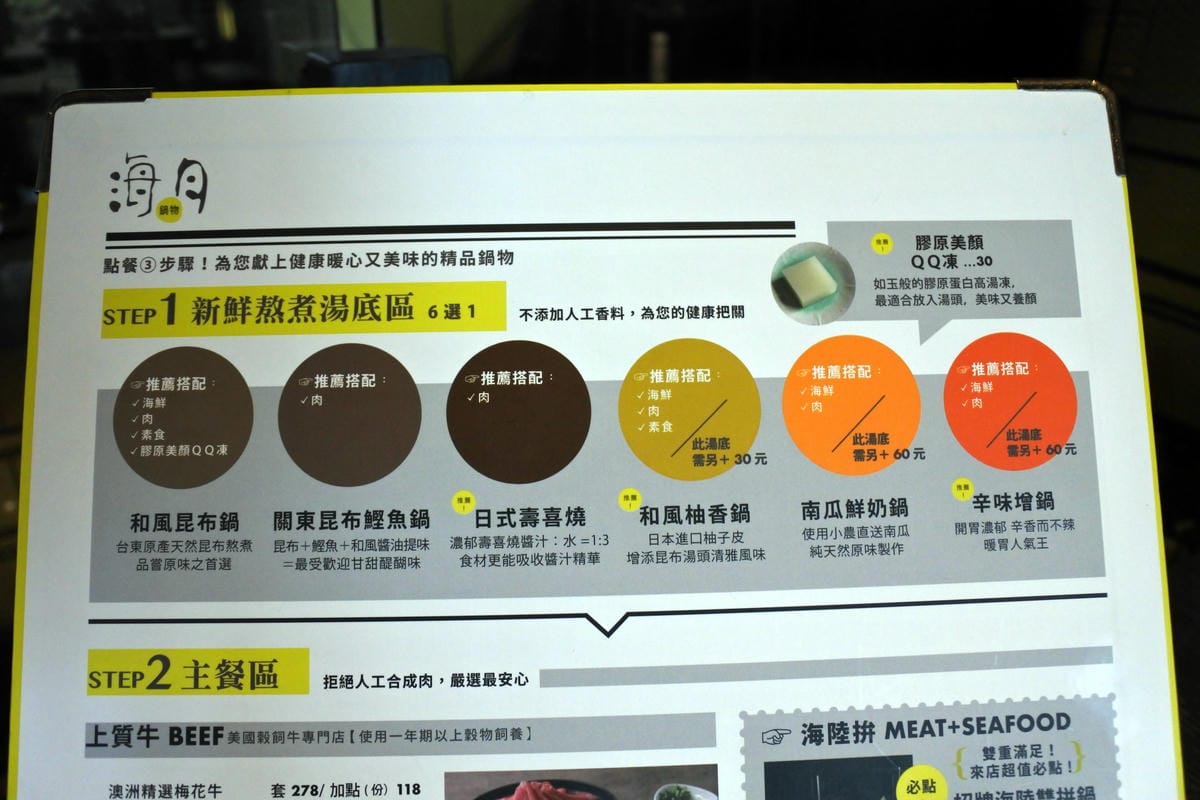 海月
鍋物
點餐③步驟！為您獻上健康暖心又美味的精品鍋物
推薦！
膠原美顏
ＱＱ凍 ...30
如玉般的膠原蛋白高湯凍，
最適合放入湯頭，美味又養顏
STEP1 新鮮熬煮湯底區 6選1
不添加人工香料，為您的健康把關
☞推薦搭配：
✓海鮮
✓肉
✓素食
✓膠原美顏ＱＱ凍
和風昆布鍋
台東原產天然昆布熬煮
品嘗原味之首選
☞推薦搭配：
✓肉
關東昆布鰹魚鍋
昆布＋鰹魚＋和風醬油提味
＝最受歡迎甘甜醍醐味
☞推薦搭配：
✓肉
推薦！
日式壽喜燒
濃郁壽喜燒醬汁：水 =1:3
食材更能吸收醬汁精華
☞推薦搭配：
✓海鮮
✓肉
✓素食
此湯底
需另＋30元
推薦！
和風柚香鍋
日本進口柚子皮
增添昆布湯頭清雅風味
☞推薦搭配：
✓海鮮
✓肉
此湯底
需另＋60元
南瓜鮮奶鍋
使用小農直送南瓜
純天然原味製作
☞推薦搭配：
✓海鮮
✓肉
此湯底
需另＋60元
推薦！
辛味增鍋
開胃濃郁 辛香而不辣
暖胃人氣王
STEP2 主餐區
拒絕人工合成肉，嚴選最安心
上質牛 BEEF 美國穀飼牛專門店【使用一年期以上穀物飼養】
澳洲精選梅花牛 套 278/ 加點（份）118
☞海陸拚 MEAT+SEAFOOD
雙重滿足！
來店超值必點！
必點
招牌海陸雙拼鍋